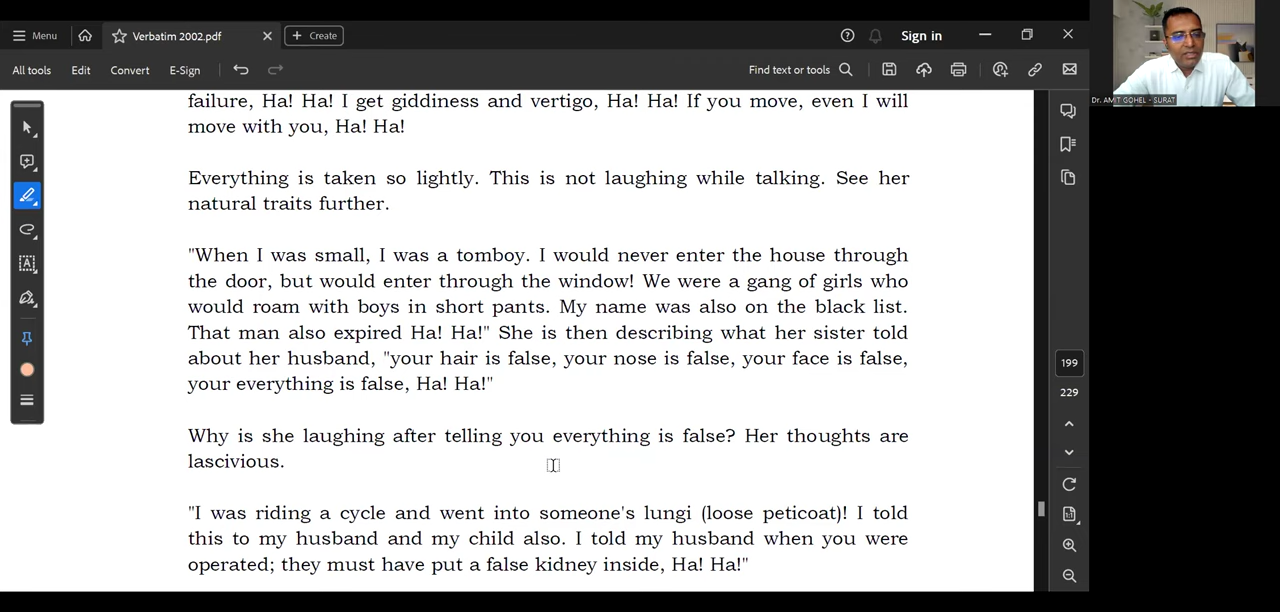 Menu
Verbatim 2002.pdf
Create
Sign in
All tools
Edit
Convert
E-Sign
Find text or tools
Dr. AMIT GOHEL - SURAT
failure, Ha! Ha! I get giddiness and vertigo, Ha! Ha! If you move, even I will
move with you, Ha! Ha!
Everything is taken so lightly. This is not laughing while talking. See her
natural traits further.
"When I was small, I was a tomboy. I would never enter the house through
the door, but would enter through the window! We were a gang of girls who
would roam with boys in short pants. My name was also on the black list.
That man also expired Ha! Ha!" She is then describing what her sister told
about her husband, "your hair is false, your nose is false, your face is false,
your everything is false, Ha! Ha!"
Why is she laughing after telling you everything is false? Her thoughts are
lascivious.
"I was riding a cycle and went into someone's lungi (loose peticoat)! I told
this to my husband and my child also. I told my husband when you were
operated; they must have put a false kidney inside, Ha! Ha!"
199
229